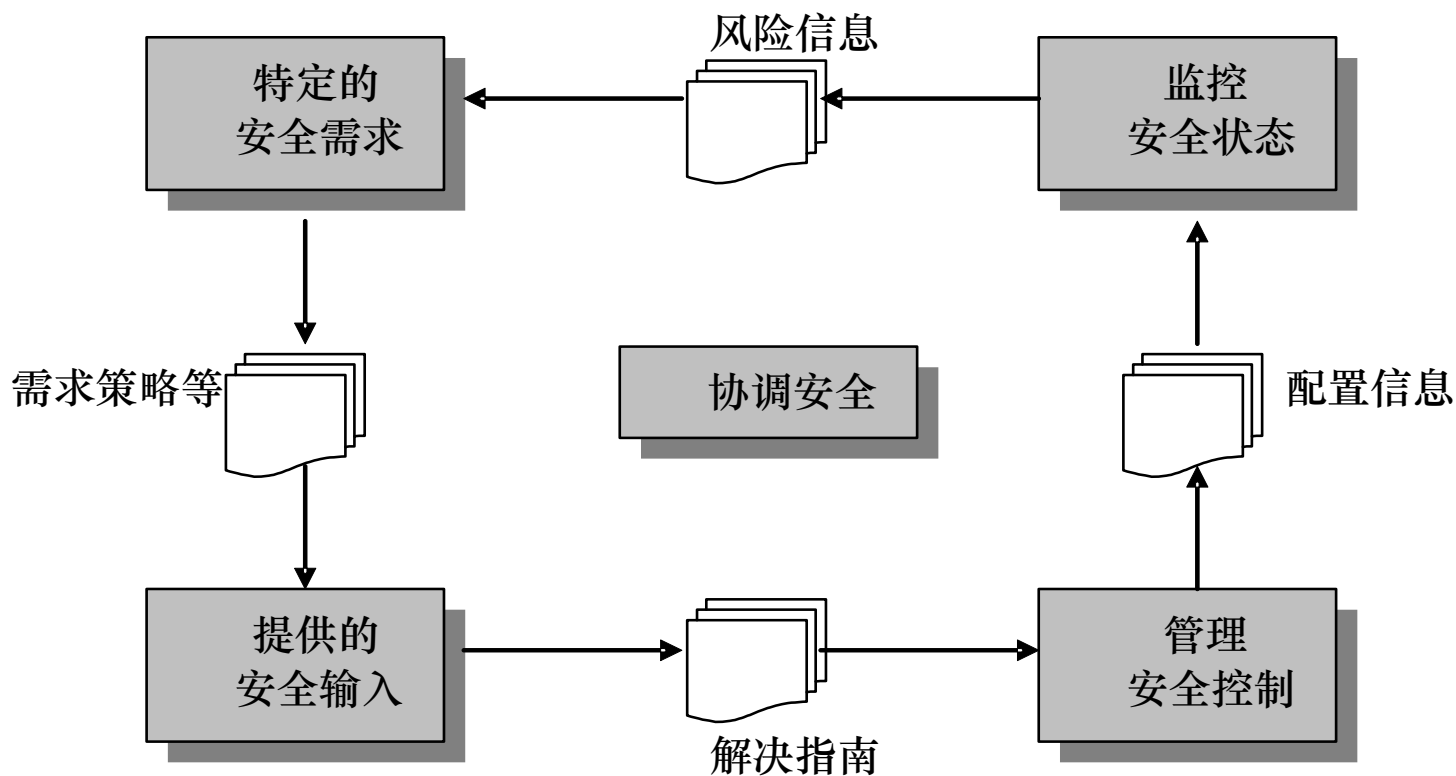 风险信息
特定的
安全需求
监控
安全状态
需求策略等
协调安全
配置信息
提供的
安全输入
管理
安全控制
解决指南